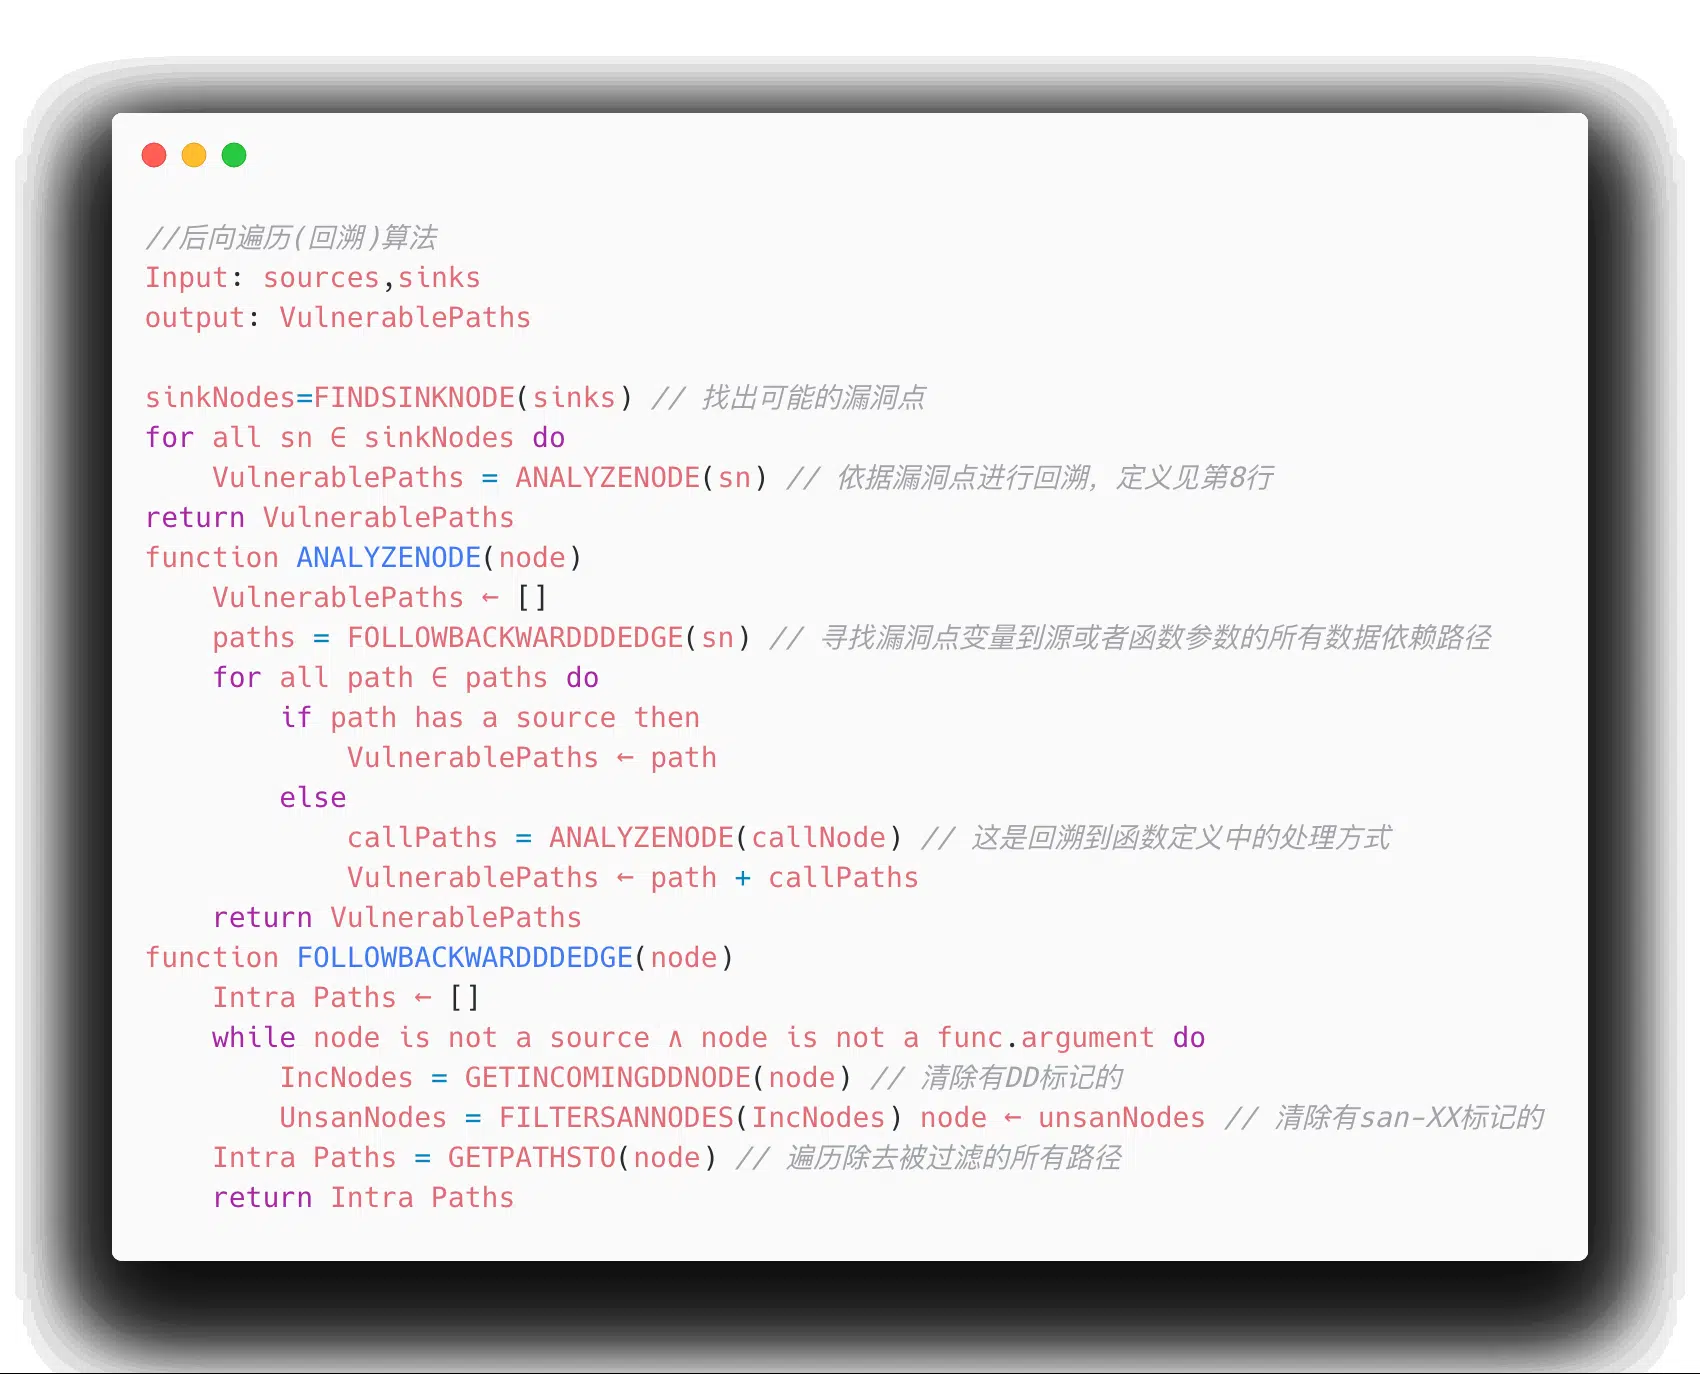 //后向遍历(回溯)算法
Input: sources,sinks
output: VulnerablePaths
sinkNodes=FINDSINKNODE(sinks) // 找出可能的漏洞点
for all sn ∈ sinkNodes do
VulnerablePaths = ANALYZENODE(sn) // 依据漏洞点进行回溯，定义见第8行
return VulnerablePaths
function ANALYZENODE(node)
VulnerablePaths ← []
paths = FOLLOWBACKWARDDDEDGE(sn) // 寻找漏洞点变量到源或者函数参数的所有数据依赖路径
for all path ∈ paths do
if path has a source then
VulnerablePaths ← path
else
callPaths = ANALYZENODE(callNode) // 这是回溯到函数定义中的处理方式
VulnerablePaths ← path + callPaths
return VulnerablePaths
function FOLLOWBACKWARDDDEDGE(node)
Intra Paths ← []
while node is not a source ∧ node is not a func.argument do
IncNodes = GETINCOMINGDDNODE(node) // 清除有DD标记的
UnsanNodes = FILTERSANNODES(IncNodes) node ← unsanNodes // 清除有san-XX标记的
Intra Paths = GETPATHSTO(node) // 遍历除去被过滤的所有路径
return Intra Paths